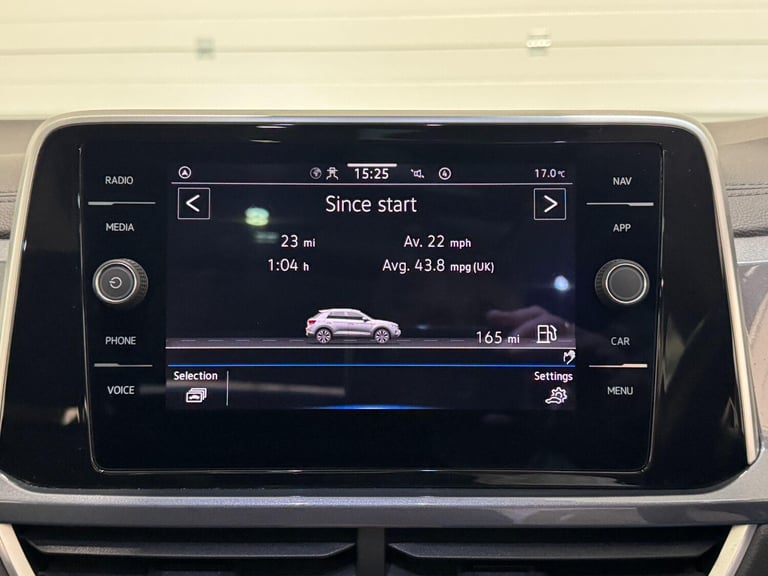 RADIO
MEDIA
PHONE
VOICE
15:25
4
17.0 °C
<
Since start
>
23 mi
Av. 22 mph
1:04 h
Avg. 43.8 mpg (UK)
165 mi
Selection
Settings
NAV
APP
CAR
MENU